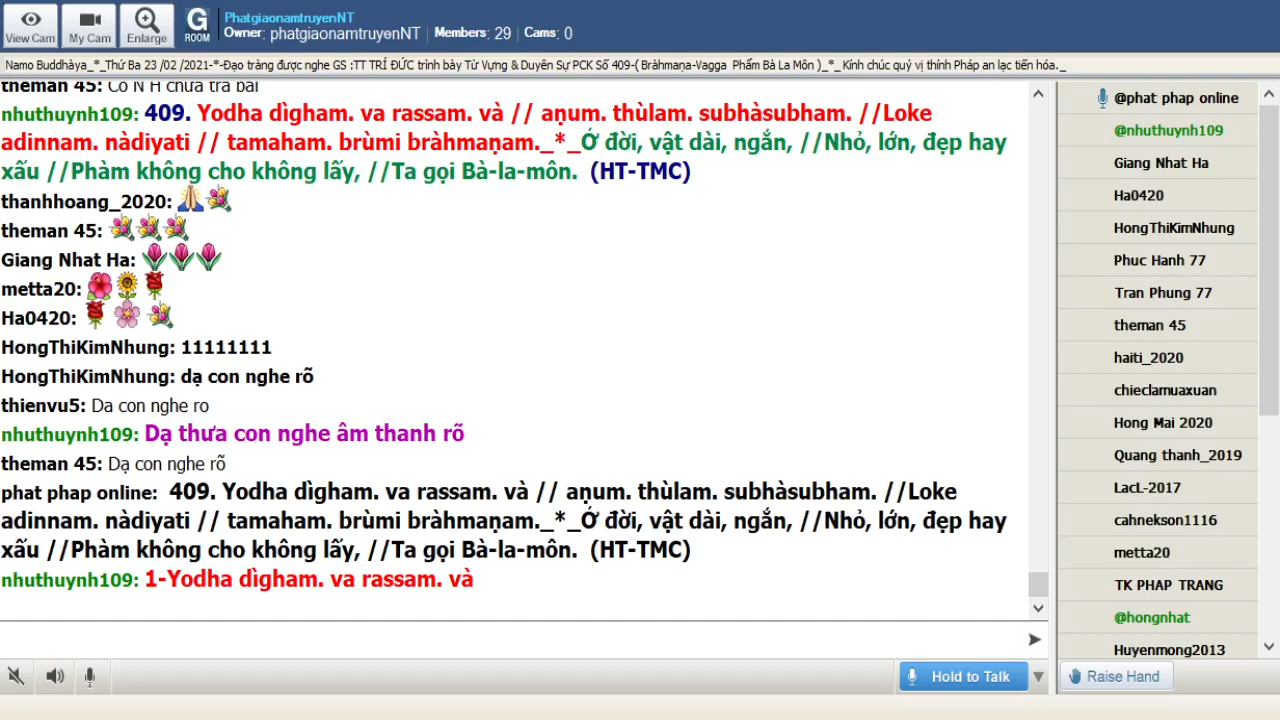 View Cam
My Cam
Enlarge
G
ROOM
PhatgiaonamtruyenNT
Owner: phatgiaonamtruyenNT | Members: 29 | Cams: 0
Namo Buddhàya_*_Thứ Ba 23 /02 /2021-*-Đạo tràng được nghe GS :TT TRÍ ĐỨC trình bày Từ Vựng & Duyên Sự PCK Số 409-( Bràhmaṇa-Vagga Phẩm Bà La Môn )_*_ Kính chúc quý vị thính Pháp an lạc tiến hóa._
theman 45: Cô N H chưa trả bài
nhuthuynh109: 409. Yodha dìgham. va rassam. và // aṇum. thùlam. subhàsubham. //Loke
adinnam. nàdiyati // tamaham. brùmi bràhmaṇam._*_Ở đời, vật dài, ngắn, //Nhỏ, lớn, đẹp hay
xấu //Phàm không cho không lấy, //Ta gọi Bà-la-môn. (HT-TMC)
thanhhoang_2020:
theman 45:
Giang Nhat Ha:
metta20:
Ha0420:
HongThiKimNhung: 11111111
HongThiKimNhung: dạ con nghe rõ
thienvu5: Da con nghe ro
nhuthuynh109: Dạ thưa con nghe âm thanh rõ
theman 45: Dạ con nghe rõ
phat phap online: 409. Yodha dìgham. va rassam. và // aṇum. thùlam. subhàsubham. //Loke
adinnam. nàdiyati // tamaham. brùmi bràhmaṇam._*_Ở đời, vật dài, ngắn, //Nhỏ, lớn, đẹp hay
xấu //Phàm không cho không lấy, //Ta gọi Bà-la-môn. (HT-TMC)
nhuthuynh109: 1-Yodha dìgham. va rassam. và
@phat phap online
@nhuthuynh109
Giang Nhat Ha
Ha0420
HongThiKimNhung
Phuc Hanh 77
Tran Phung 77
theman 45
haiti_2020
chieclamuaxuan
Hong Mai 2020
Quang thanh_2019
LacL-2017
cahnekson1116
metta20
TK PHAP TRANG
@hongnhat
Huyenmong2013
Hold to Talk
Raise Hand